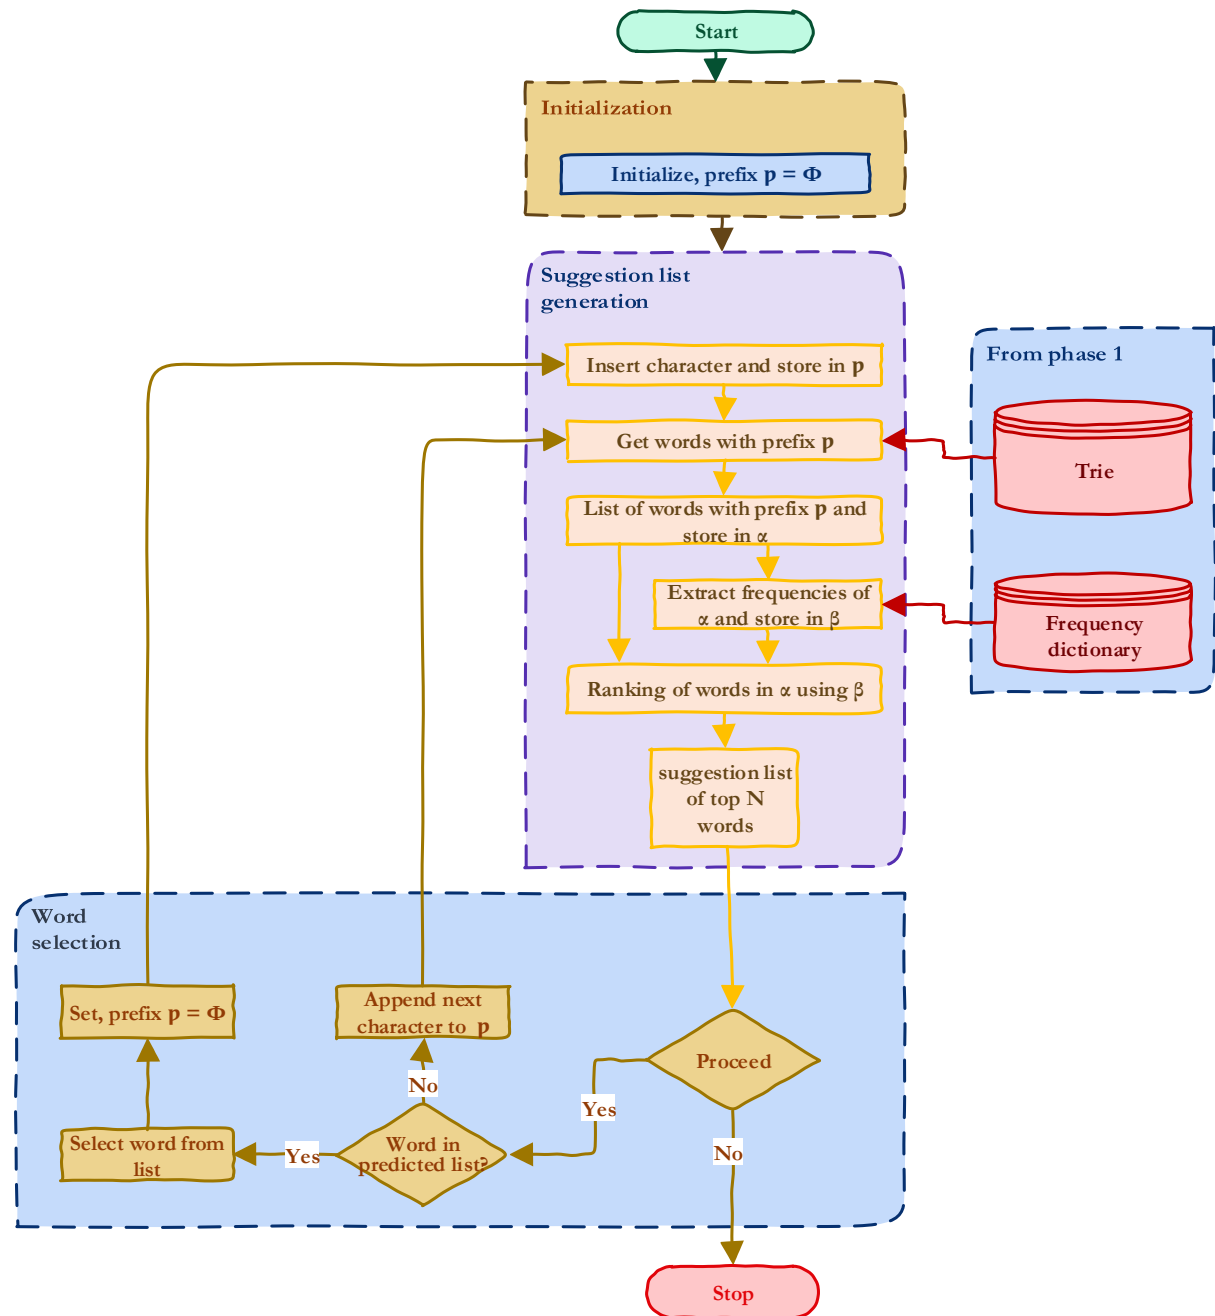 Start
Initialization
Initialize, prefix p = Φ
Suggestion list
generation
Insert character and store in p
Get words with prefix p
List of words with prefix p and
store in α
Extract frequencies of
α and store in β
Ranking of words in α using β
suggestion list
of top N
words
From phase 1
Trie
Frequency
dictionary
Word
selection
Set, prefix p = Φ
Append next
character to p
Proceed
No
Yes
Select word from
list
Yes
Word in
predicted list?
No
Stop